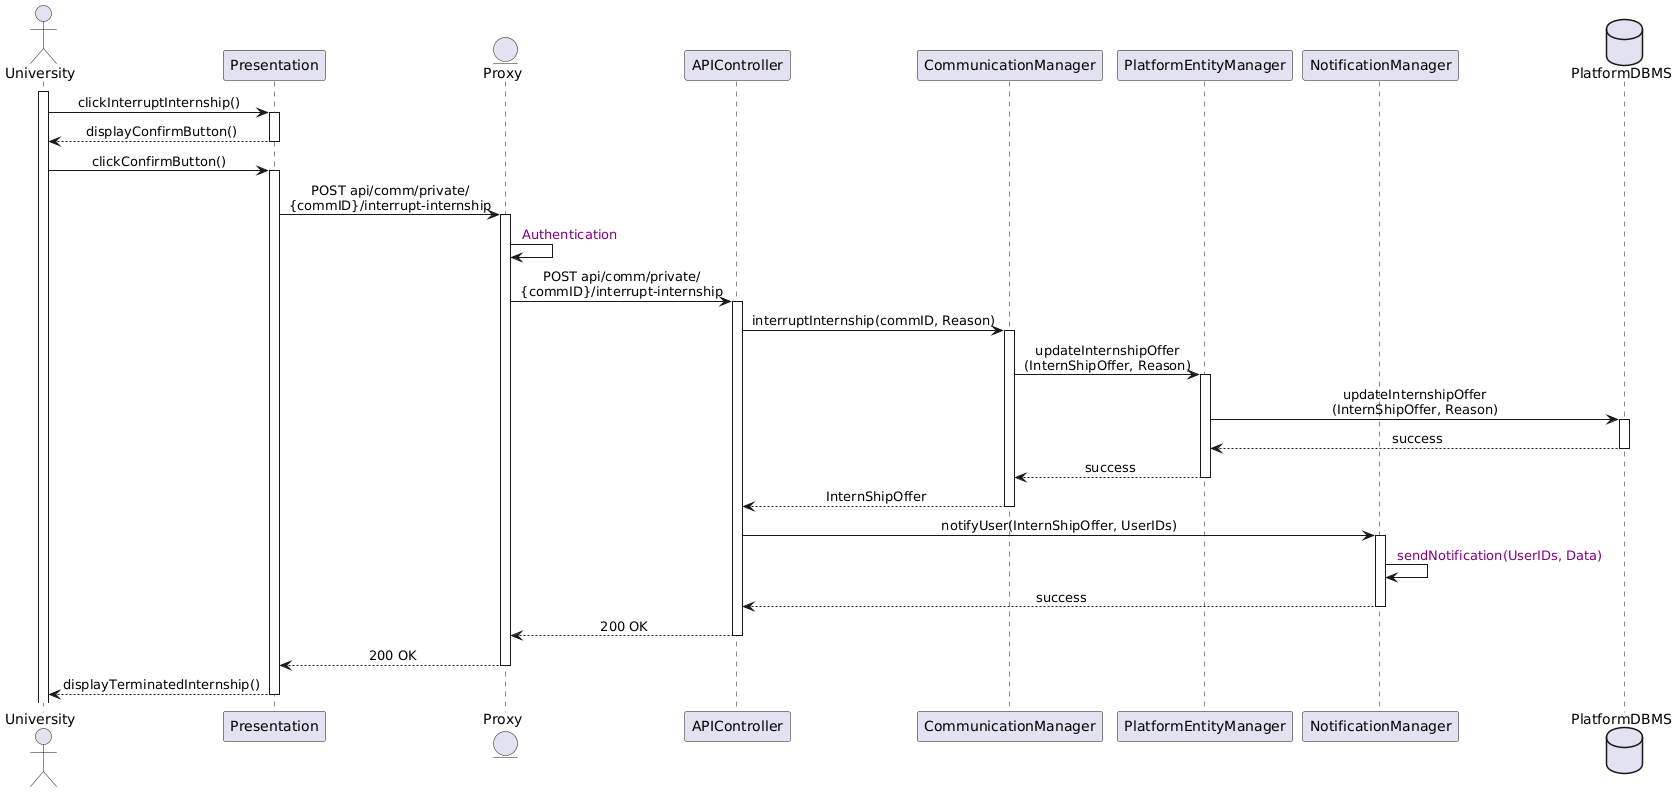 University
Presentation
Proxy
APIController
CommunicationManager
PlatformEntityManager
NotificationManager
PlatformDBMS
clickInterruptInternship()
displayConfirmButton()
clickConfirmButton()
POST api/comm/private/
{commID}/interrupt-internship
Authentication
POST api/comm/private/
{commID}/interrupt-internship
interruptInternship(commID, Reason)
updateInternshipOffer
(InternShipOffer, Reason)
updateInternshipOffer
(InternShipOffer, Reason)
success
success
InternShipOffer
notifyUser(InternShipOffer, UserIDs)
sendNotification(UserIDs, Data)
success
200 OK
200 OK
displayTerminatedInternship()
University
Presentation
Proxy
APIController
CommunicationManager
PlatformEntityManager
NotificationManager
PlatformDBMS